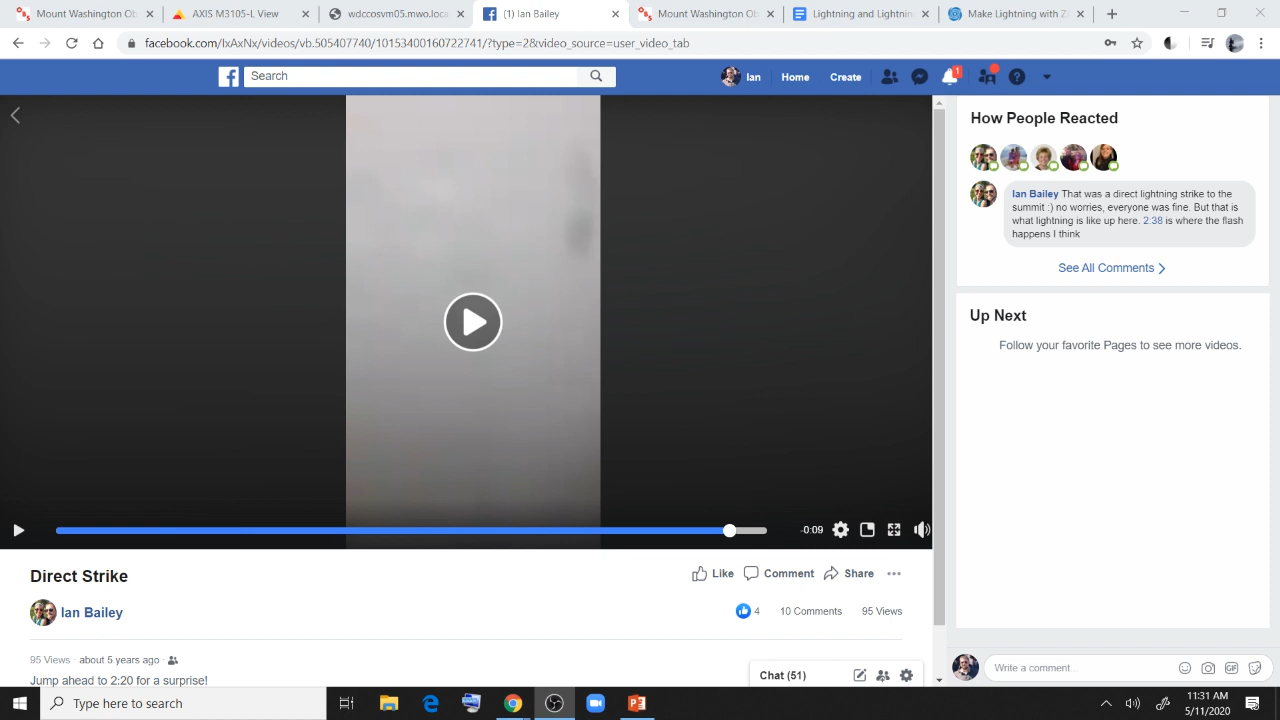 Mount Washington Ob
AXIS M3105-L View
wdccosvm05.mwo.loca
(1) Ian Bailey
Mount Washington Ob
Lightning and Lightnin
Make Lightning with Za
facebook.com/IxAxNx/videos/vb.505407740/10153400160722741/?type=2&video_source=user_video_tab
Search
Ian
Home
Create
1
How People Reacted
Ian Bailey That was a direct lightning strike to the
summit :) no worries, everyone was fine. But that is
what lightning is like up here. 2:38 is where the flash
happens I think
See All Comments
Up Next
Follow your favorite Pages to see more videos.
-0:09
Direct Strike
Like
Comment
Share
Ian Bailey
4
10 Comments
95 Views
95 Views · about 5 years ago ·
Jump ahead to 2:20 for a surprise!
Chat (51)
Write a comment...
GIF
Type here to search
11:31 AM
5/11/2020